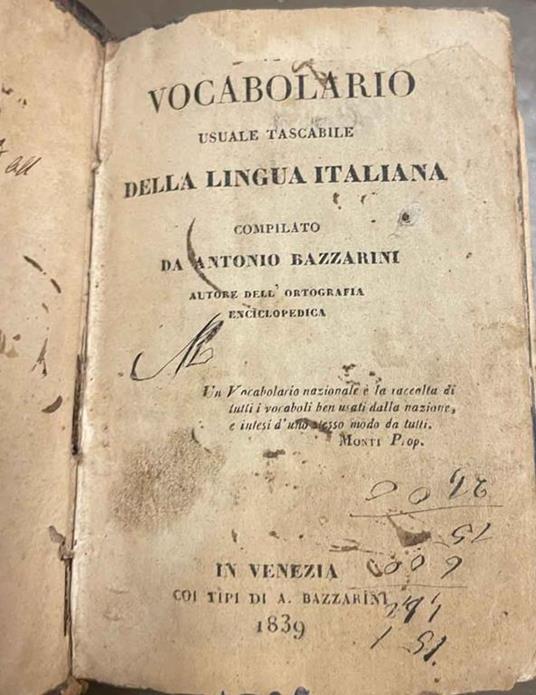 VOCABOLARIO
USUALE TASCABILE
DELLA LINGUA ITALIANA
COMPILATO
DA ANTONIO BAZZARINI
AUTORE DELL' ORTOGRAFIA
ENCICLOPEDICA
Un Vocabolario nazionale è la raccolta di
tutti i vocaboli ben usati dalla nazione,
e intesi d'uno stesso modo da tutti.
MONTI Prop.
IN VENEZIA
COI TIPI DI A. BAZZARINI
1839